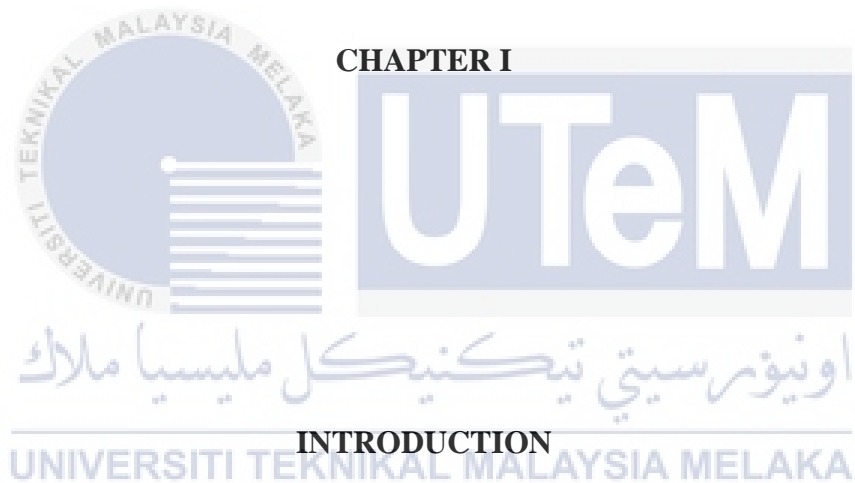 CHAPTER I
UNIVERSITI TEKNIKAL MALAYSIA MELAKA
UTeM
اونيۏرسيتي تيكنيكل مليسيا ملاك
INTRODUCTION
UNIVERSITI TEKNIKAL MALAYSIA MELAKA